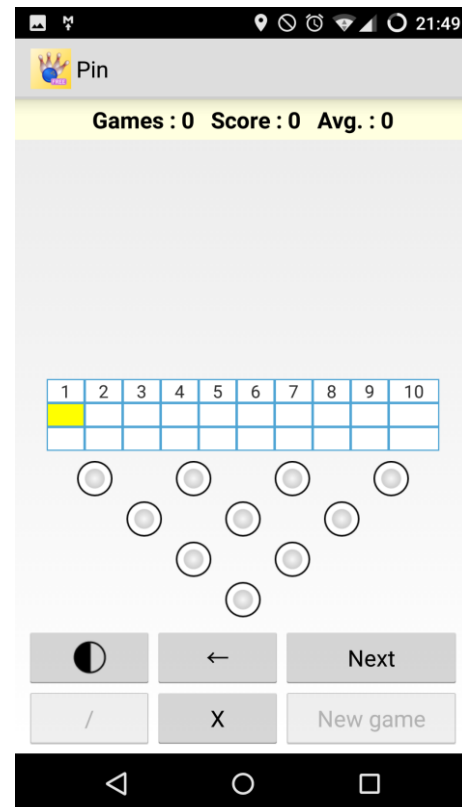 21:49
Pin
Games : 0 Score : 0 Avg. : 0
1 2 3 4 5 6 7 8 9 10
← Next
/ X New game